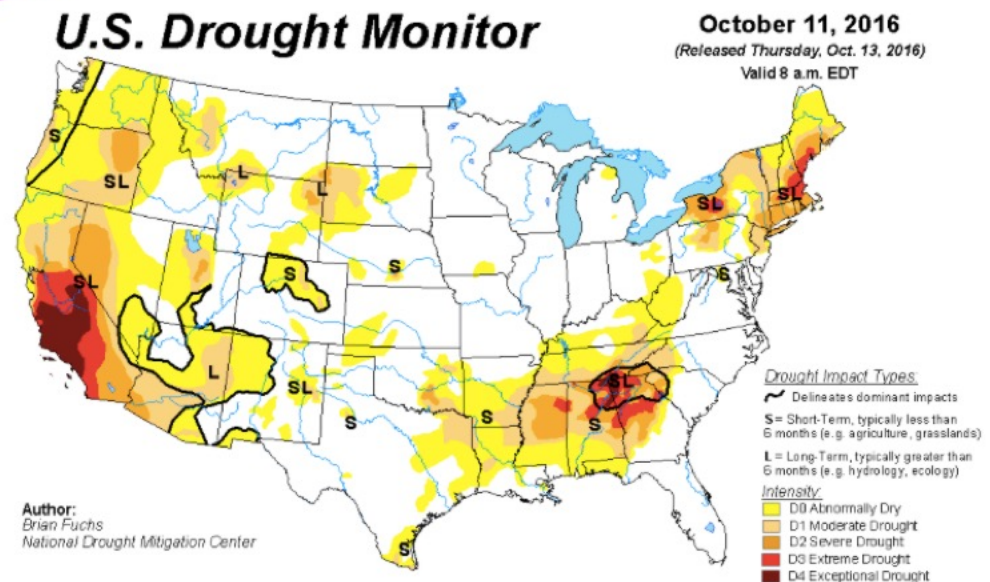 U.S. Drought Monitor
October 11, 2016
(Released Thursday, Oct. 13, 2016)
Valid 8 a.m. EDT
S
SL
L
L
SL
S
S
L
SL
S
S
S
S
SL
SL
SL
S
S
Drought Impact Types:
Delineates dominant impacts
S = Short-Term, typically less than
6 months (e.g. agriculture, grasslands)
L = Long-Term, typically greater than
6 months (e.g. hydrology, ecology)
Intensity:
D0 Abnormally Dry
D1 Moderate Drought
D2 Severe Drought
D3 Extreme Drought
D4 Exceptional Drought
Author:
Brian Fuchs
National Drought Mitigation Center